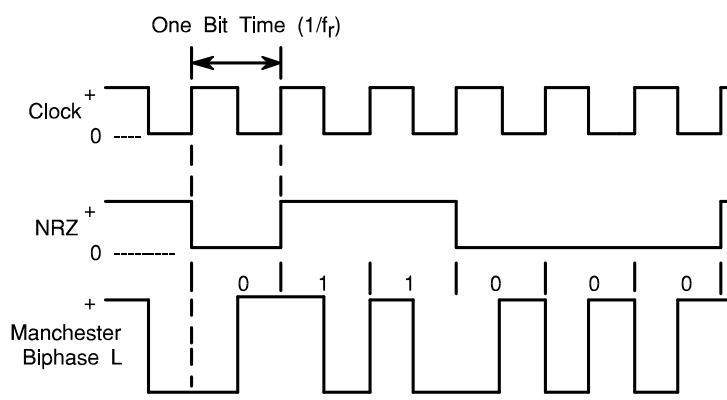 One Bit Time (1/fr)
+
Clock
0
+
NRZ
0
0 1 1 0 0 0
+
Manchester
Biphase L